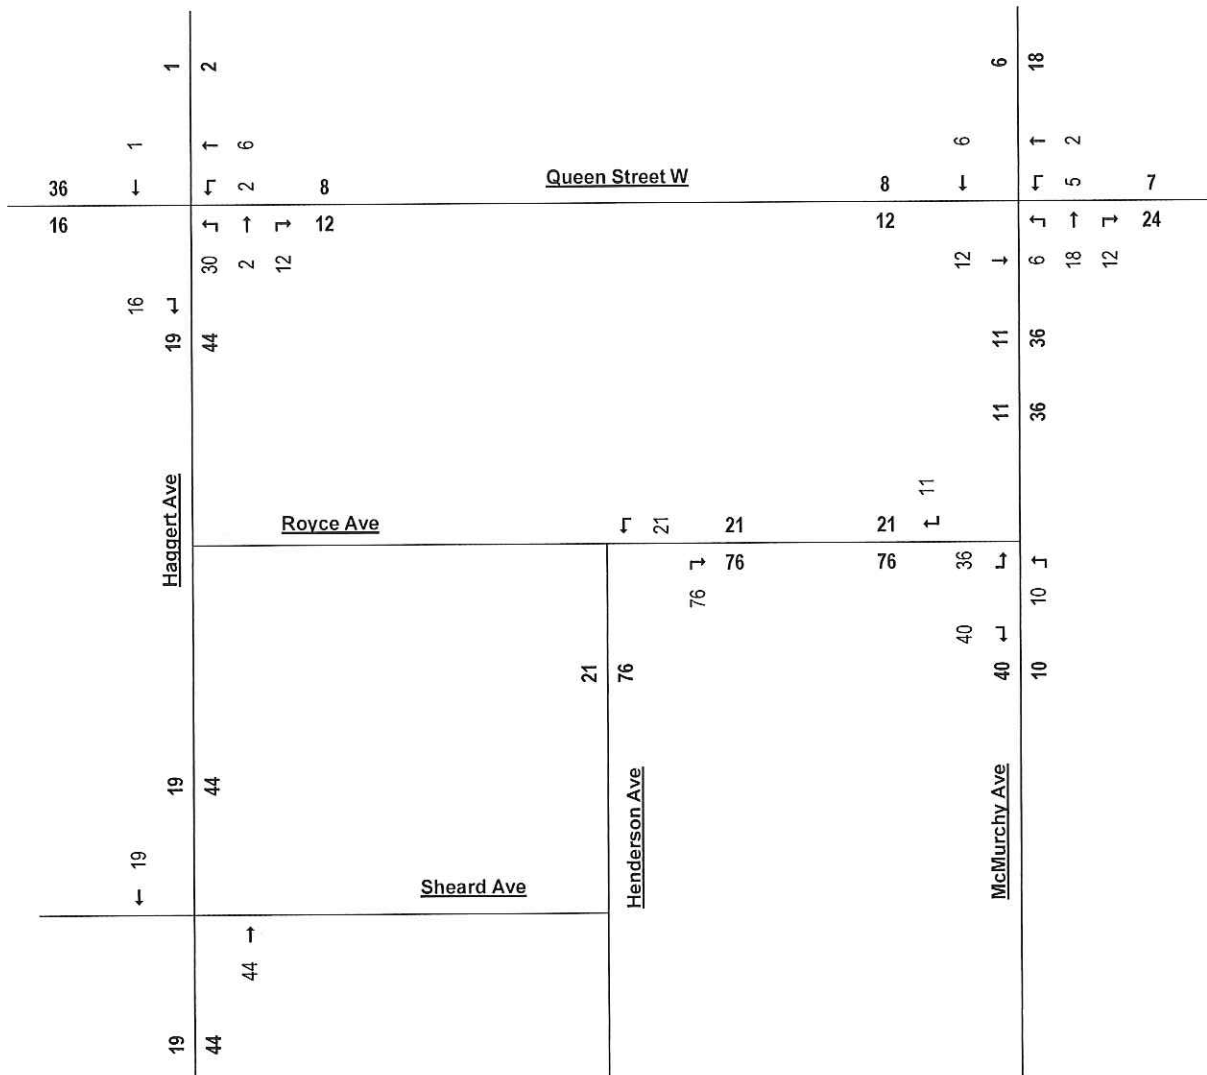 1 2 6 18
1 6 6 2
36 2 8 Queen Street W 8 5 7
16 12 12 24
30 2 12 12 6 18 12
16
19 44 11 36
11 36
Haggert Ave
11
Royce Ave 21 21 21
76 76 36
76 10
40
21 76 40 10
19 44
Henderson Ave
McMurchy Ave
19
Sheard Ave
44
19 44